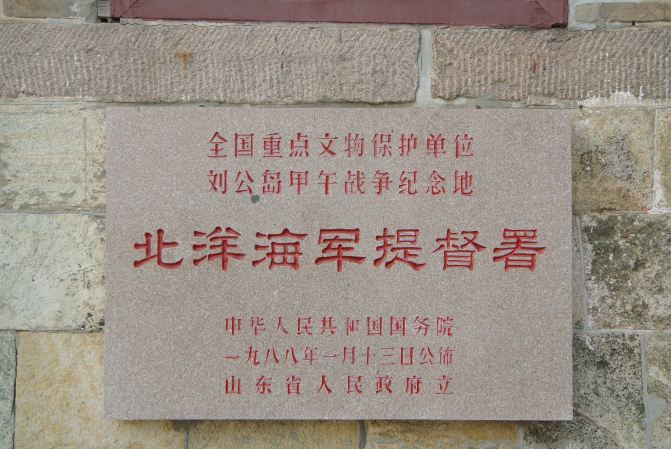 全国重点文物保护单位
刘公岛甲午战争纪念地
北洋海军提督署
中华人民共和国国务院
一九八八年一月十三日公佈
山东省人民政府立